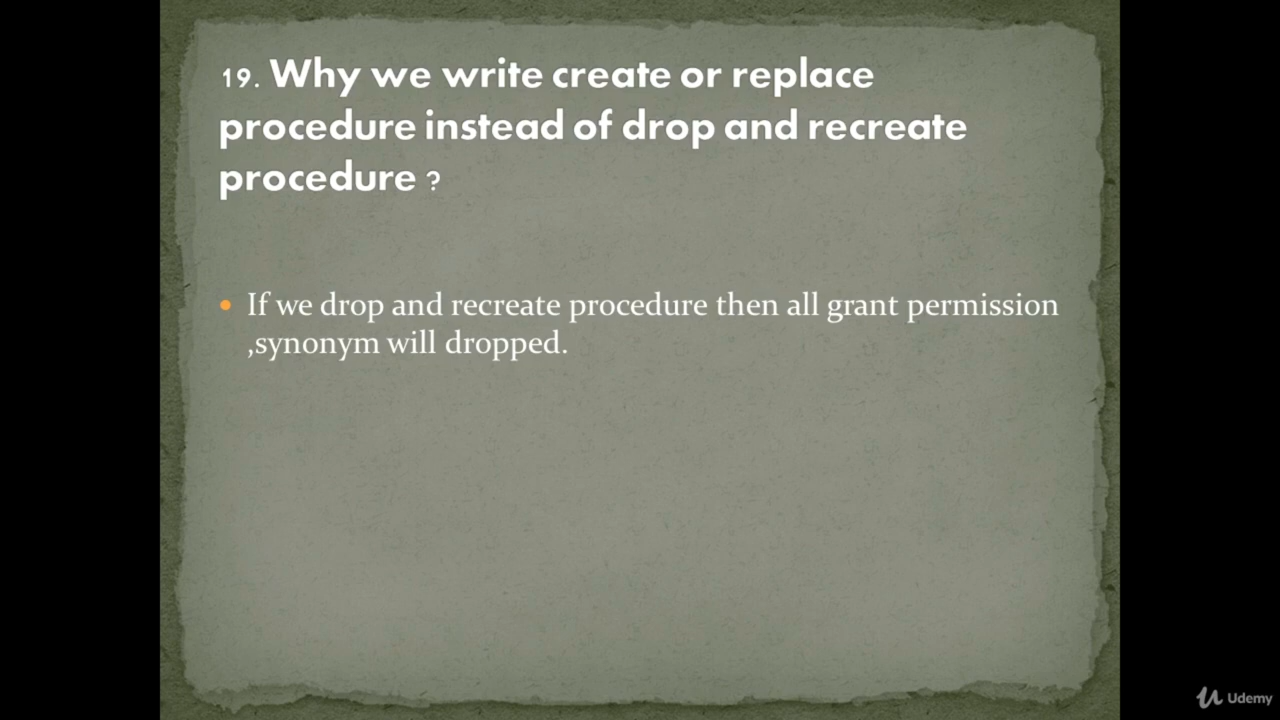 19. Why we write create or replace
procedure instead of drop and recreate
procedure ?
• If we drop and recreate procedure then all grant permission
,synonym will dropped.
Udemy